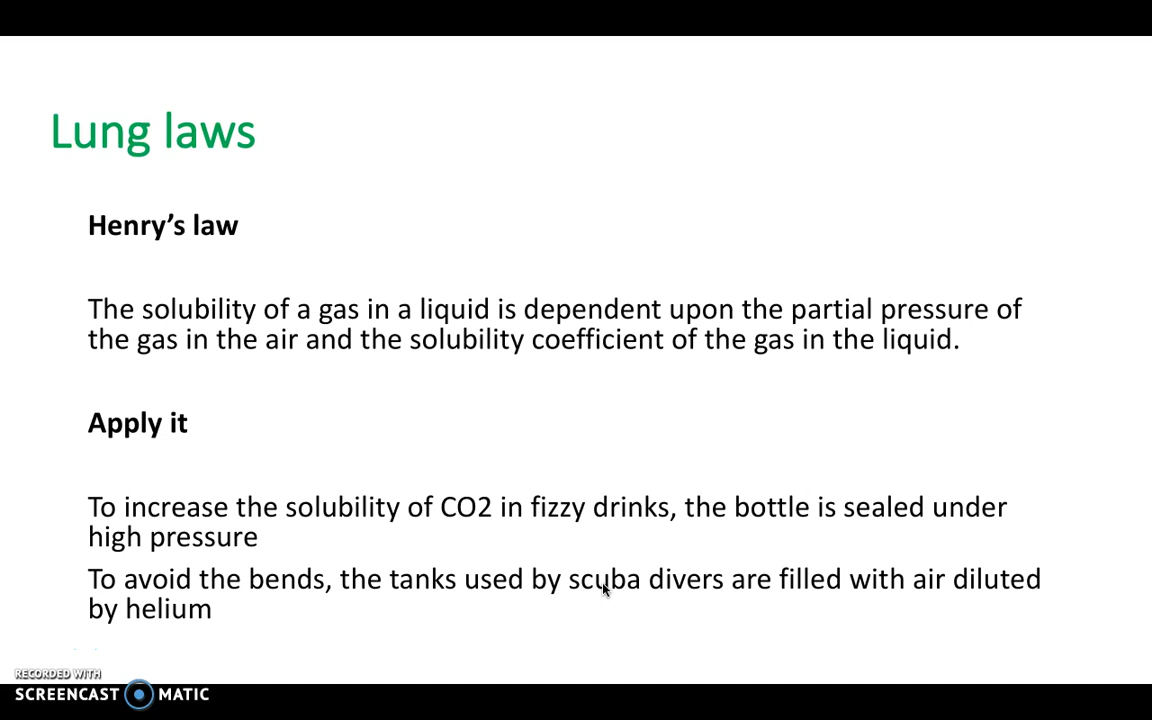 Lung laws
Henry’s law
The solubility of a gas in a liquid is dependent upon the partial pressure of
the gas in the air and the solubility coefficient of the gas in the liquid.
Apply it
To increase the solubility of CO2 in fizzy drinks, the bottle is sealed under
high pressure
To avoid the bends, the tanks used by scuba divers are filled with air diluted
by helium
RECORDED WITH
SCREENCAST MATIC